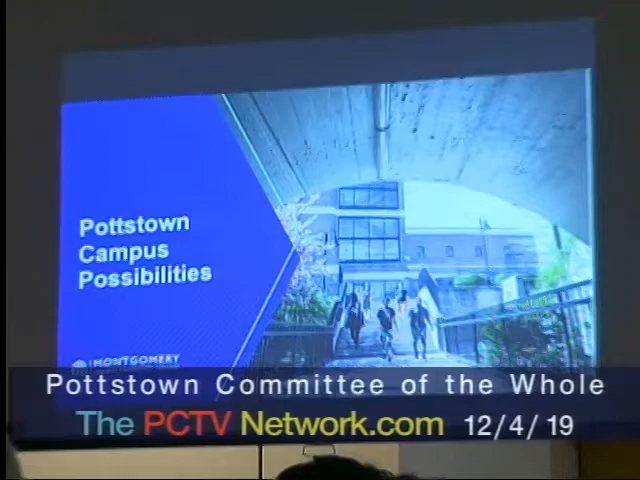 Pottstown
Campus
Possibilities
MONTGOMERY
Pottstown Committee of the Whole
The PCTV Network.com 12/4/19